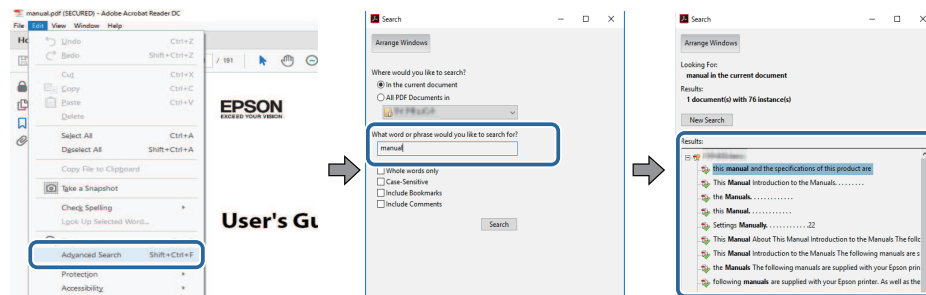 manual.pdf (SECURED) - Adobe Acrobat Reader DC
File Edit View Window Help
Undo Ctrl+Z
Redo Shift+Ctrl+Z
Cut Ctrl+X
Copy Ctrl+C
Paste Ctrl+V
Delete
Select All Ctrl+A
Deselect All Shift+Ctrl+A
Copy File to Clipboard
Take a Snapshot
Check Spelling
Look Up Selected Word...
Advanced Search Shift+Ctrl+F
Protection
Accessibility
/ 191
EPSON
EXCEED YOUR VISION
User's Gu
Search
Arrange Windows
Where would you like to search?
In the current document
All PDF Documents in
What word or phrase would you like to search for?
manual
Whole words only
Case-Sensitive
Include Bookmarks
Include Comments
Search
Search
Arrange Windows
Looking For:
manual in the current document
Results:
1 document(s) with 76 instance(s)
New Search
Results:
this manual and the specifications of this product are
This Manual Introduction to the Manuals. . . . . . . . .
the Manuals. . . . . . . . . . . . .
this Manual. . . . . . . . . . . . .
Settings Manually. . . . . . . . . . . . .22
This Manual About This Manual Introduction to the Manuals The follc
This Manual Introduction to the Manuals The following manuals are s
the Manuals The following manuals are supplied with your Epson prin
following manuals are supplied with your Epson printer. As well as the